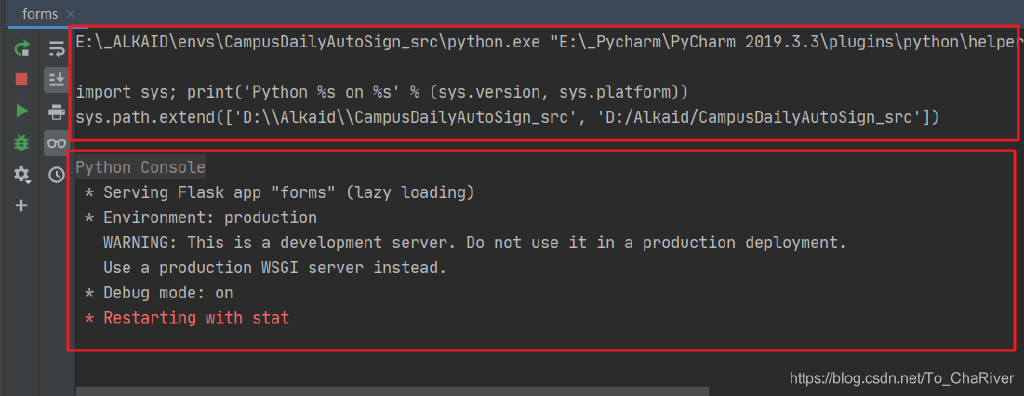 forms
E:\_ALKAID\envs\CampusDailyAutoSign_src\python.exe "E:\_Pycharm\PyCharm 2019.3.3\plugins\python\helper
import sys; print('Python %s on %s' % (sys.version, sys.platform))
sys.path.extend(['D:\\Alkaid\\CampusDailyAutoSign_src', 'D:/Alkaid/CampusDailyAutoSign_src'])
Python Console
* Serving Flask app "forms" (lazy loading)
* Environment: production
WARNING: This is a development server. Do not use it in a production deployment.
Use a production WSGI server instead.
* Debug mode: on
* Restarting with stat
https://blog.csdn.net/To_ChaRiver